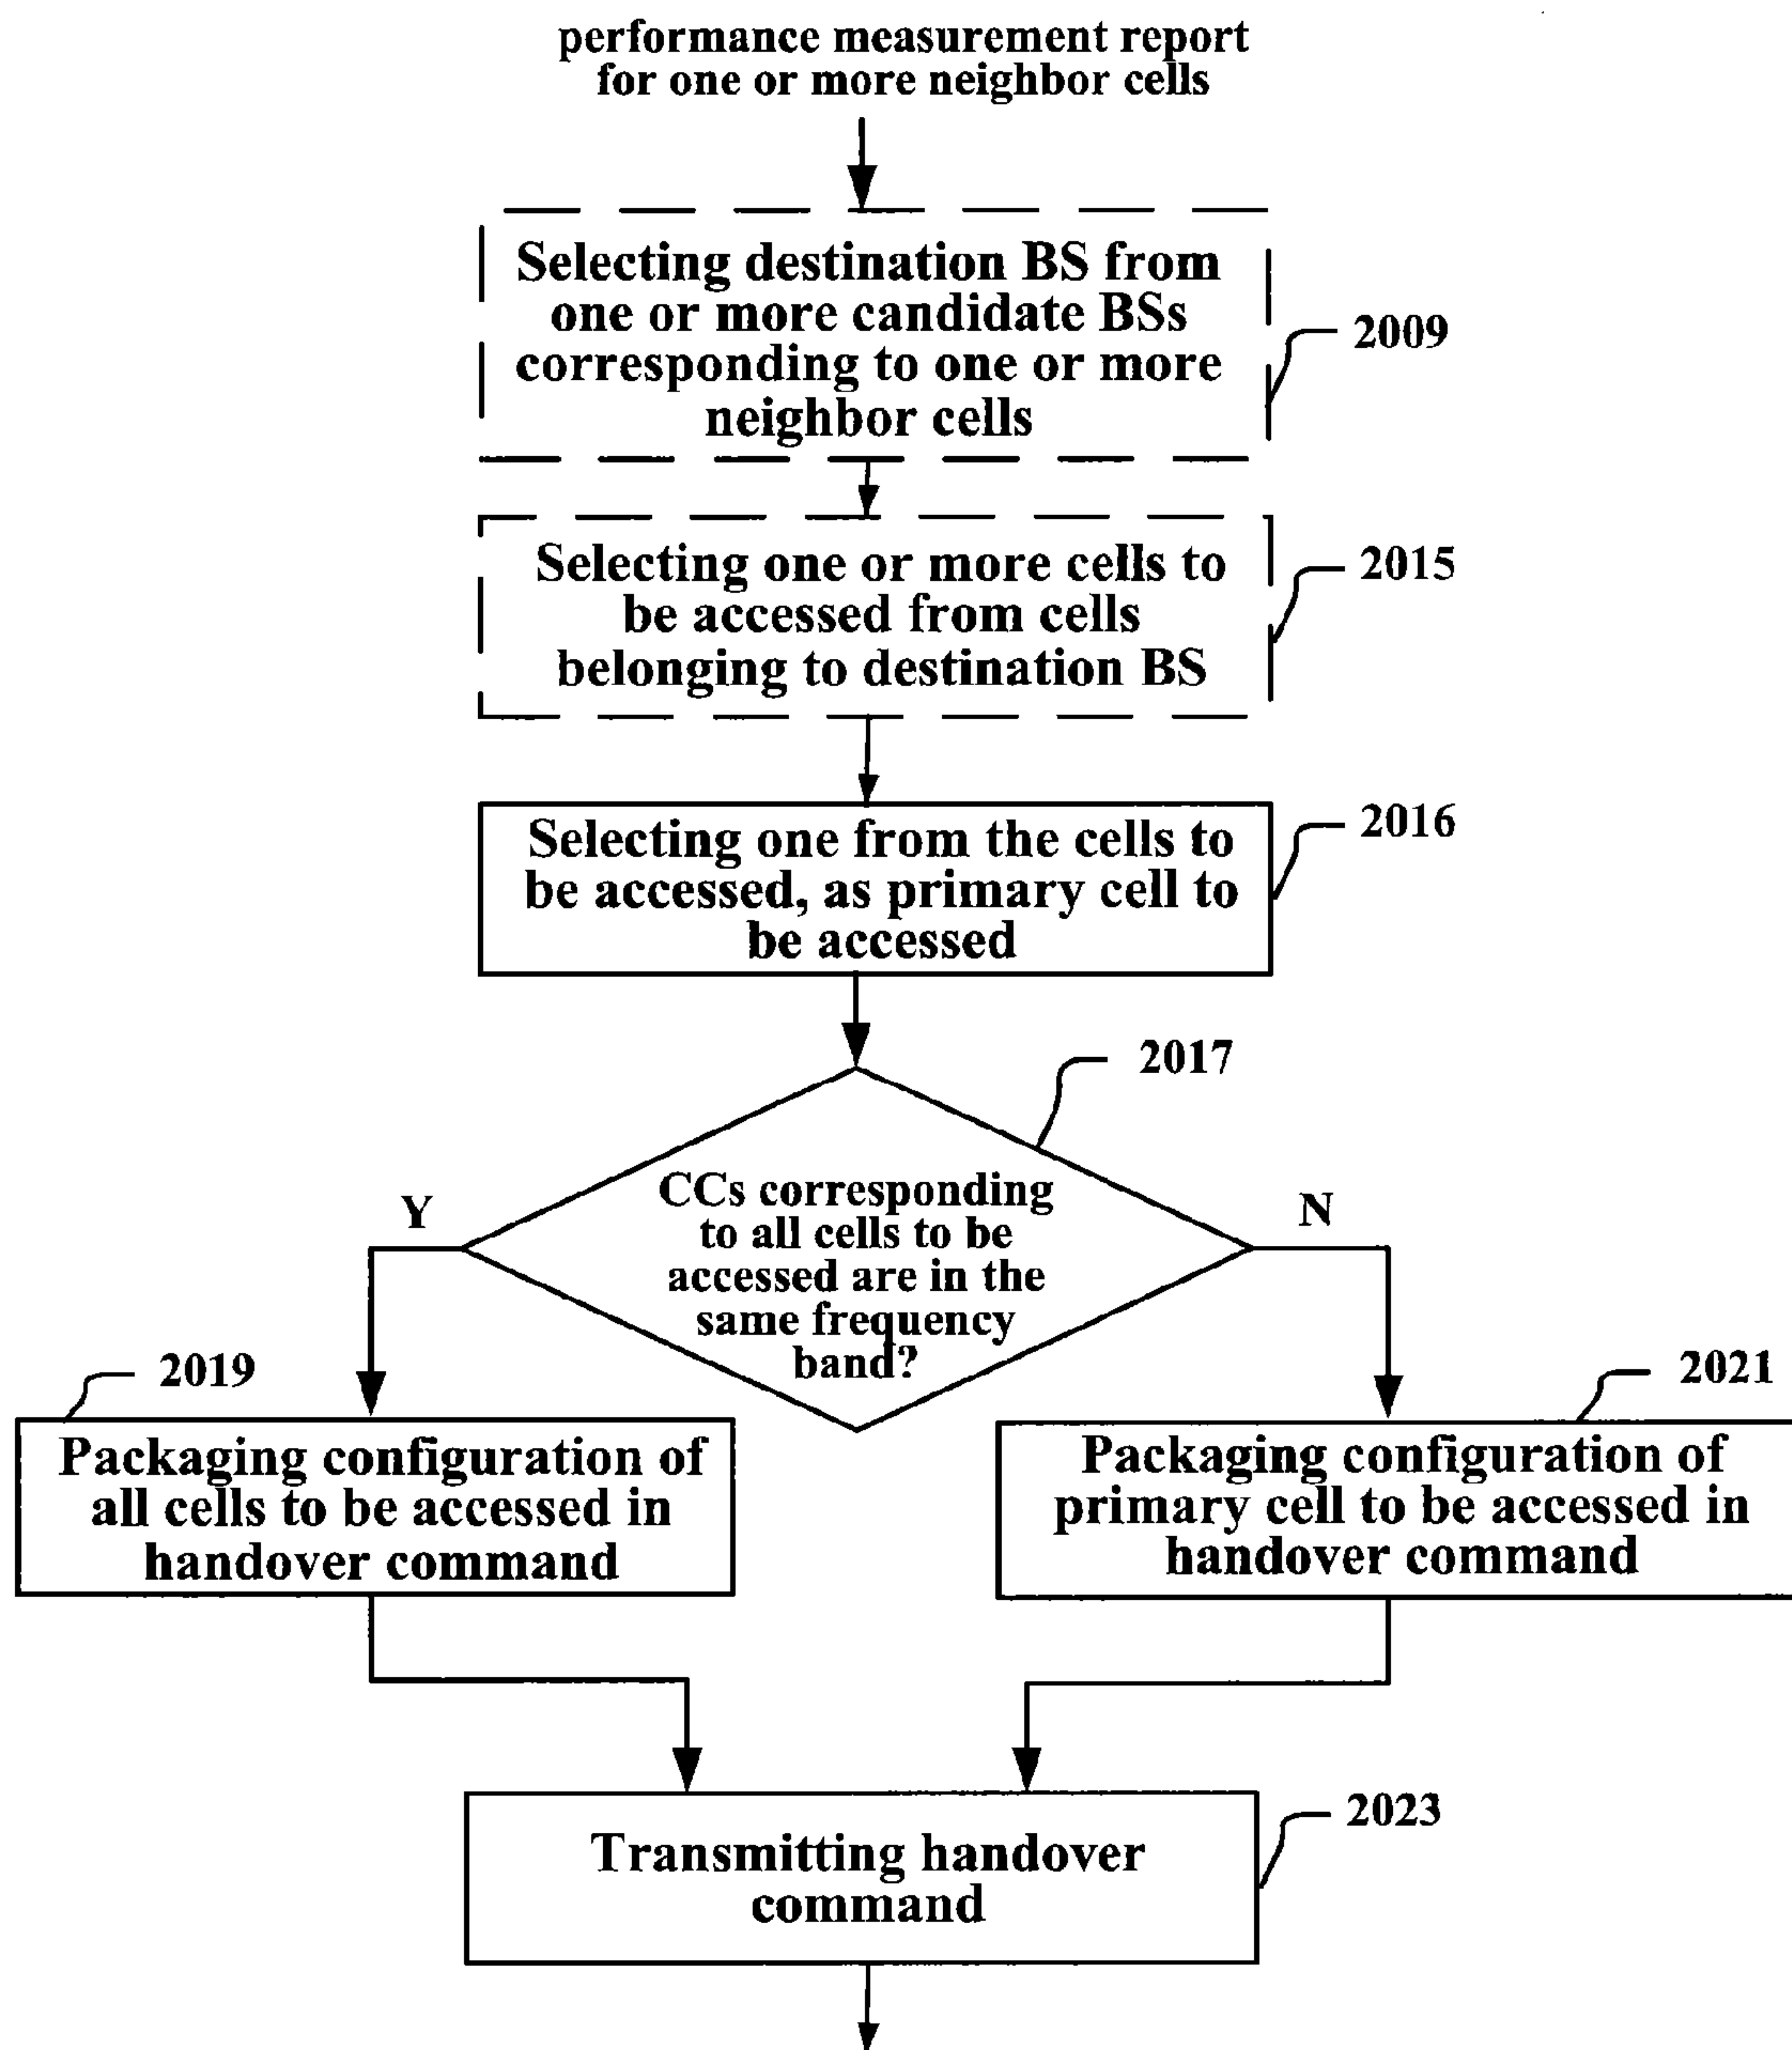 performance measurement report
for one or more neighbor cells
Selecting destination BS from
one or more candidate BSs
corresponding to one or more
neighbor cells
2009
Selecting one or more cells to
be accessed from cells
belonging to destination BS
2015
Selecting one from the cells to
be accessed, as primary cell to
be accessed
2016
2017
CCs corresponding
to all cells to be
accessed are in the
same frequency
band?
Y
N
2019
Packaging configuration of
all cells to be accessed in
handover command
2021
Packaging configuration of
primary cell to be accessed in
handover command
Transmitting handover
command
2023